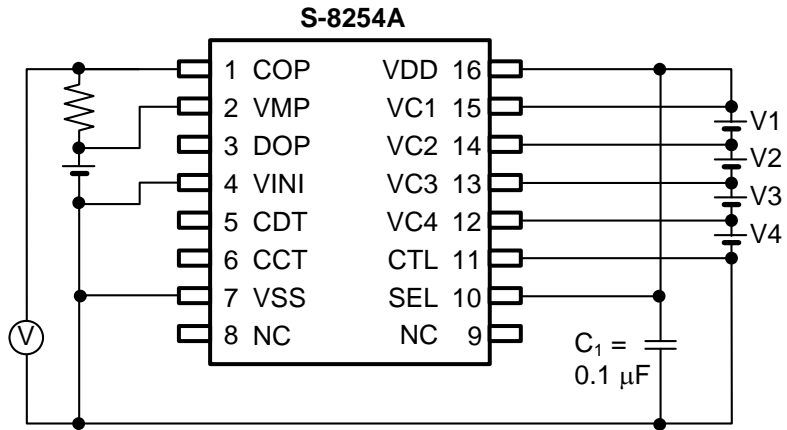 S-8254A
1 COP VDD 16
2 VMP VC1 15
3 DOP VC2 14
4 VINI VC3 13
5 CDT VC4 12
6 CCT CTL 11
7 VSS SEL 10
8 NC NC 9
V1
V2
V3
V4
V
C₁ =
0.1 μF